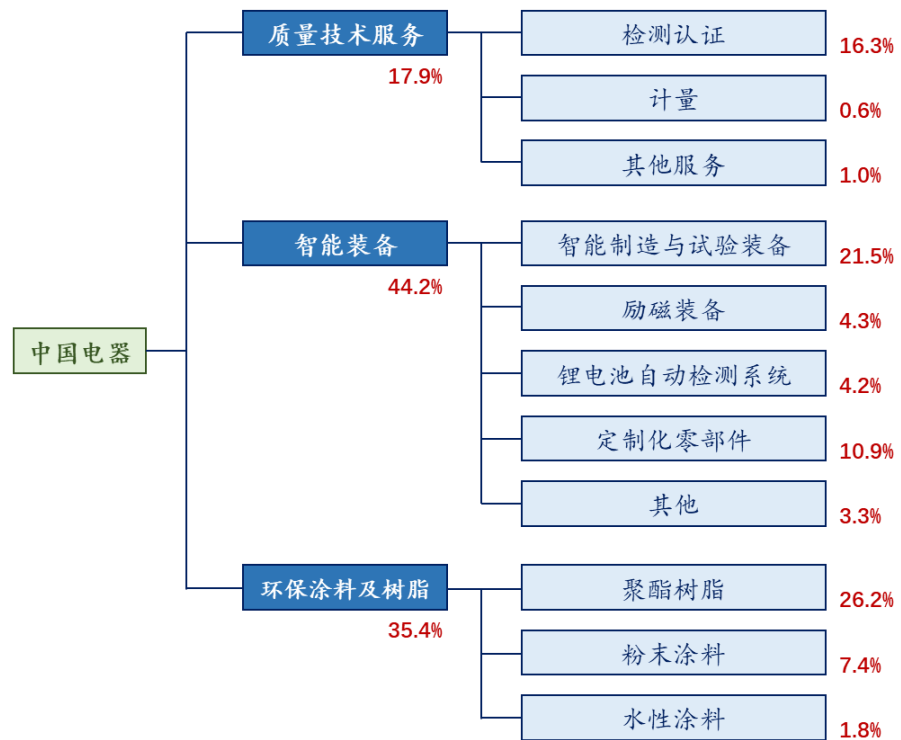 中国电器
质量技术服务
17.9%
检测认证
16.3%
计量
0.6%
其他服务
1.0%
智能装备
44.2%
智能制造与试验装备
21.5%
励磁装备
4.3%
锂电池自动检测系统
4.2%
定制化零部件
10.9%
其他
3.3%
环保涂料及树脂
35.4%
聚酯树脂
26.2%
粉末涂料
7.4%
水性涂料
1.8%